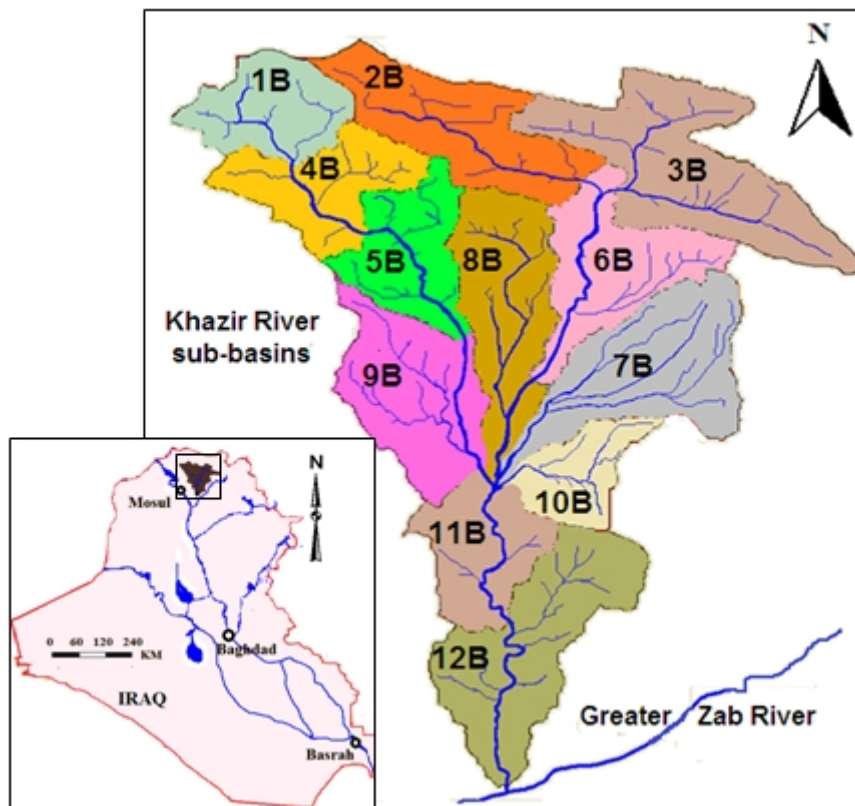 N
1B
2B
3B
4B
5B
8B
6B
Khazir River
sub-basins
9B
7B
10B
11B
12B
Greater Zab River
N
Mosul
0 60 120 240
KM
Baghdad
IRAQ
Basrah